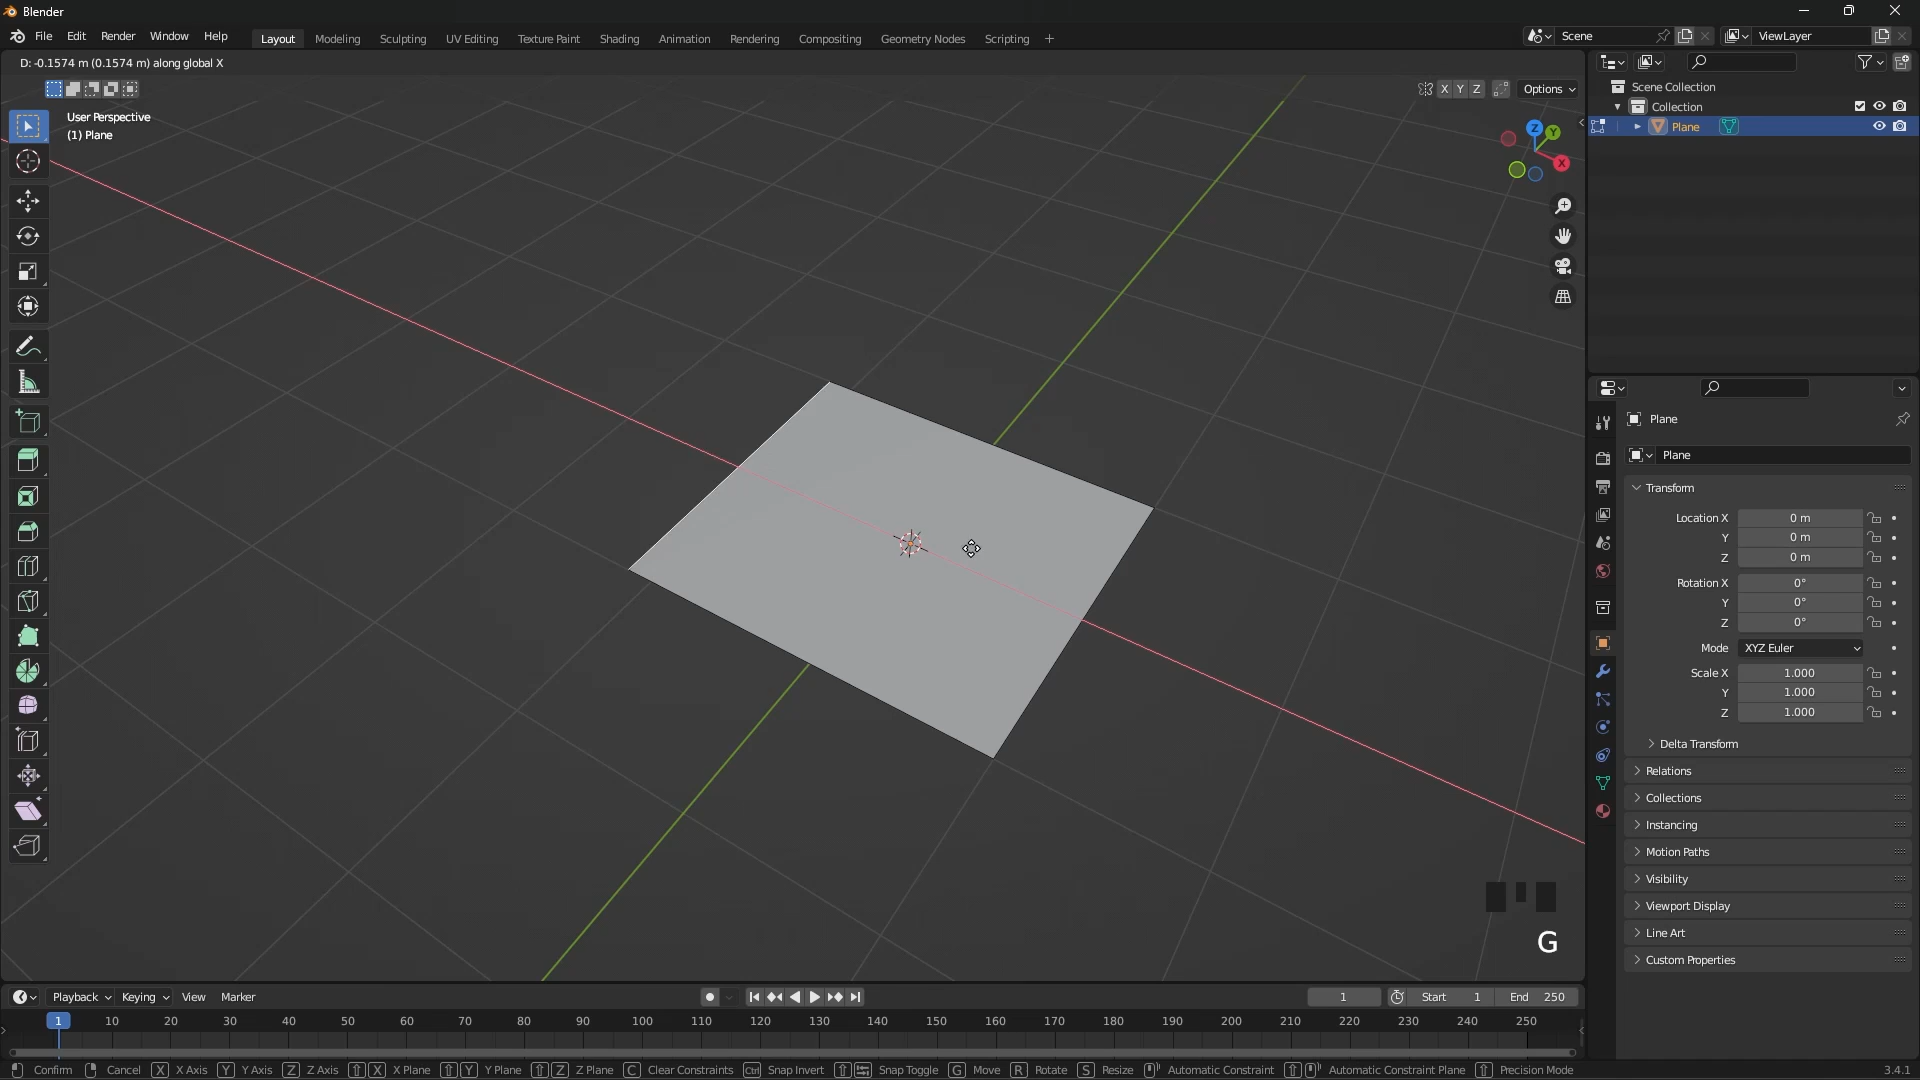 Blender
File Edit Render Window Help Layout Modeling Sculpting UV Editing Texture Paint Shading Animation Rendering Compositing Geometry Nodes Scripting + Scene ViewLayer
D: -0.1574 m (0.1574 m) along global X
X Y Z Options
User Perspective
(1) Plane
Z Y X
Scene Collection
Collection
Plane
Plane
Plane
Transform
Location X 0 m
Y 0 m
Z 0 m
Rotation X 0°
Y 0°
Z 0°
Mode XYZ Euler
Scale X 1.000
Y 1.000
Z 1.000
Delta Transform
Relations
Collections
Instancing
Motion Paths
Visibility
Viewport Display
Line Art
Custom Properties
G
Playback Keying View Marker 1 Start 1 End 250
1 10 20 30 40 50 60 70 80 90 100 110 120 130 140 150 160 170 180 190 200 210 220 230 240 250
Confirm Cancel X X Axis Y Y Axis Z Z Axis X X Plane Y Y Plane Z Z Plane C Clear Constraints Ctrl Snap Invert Snap Toggle G Move R Rotate S Resize Automatic Constraint Automatic Constraint Plane Precision Mode 3.4.1